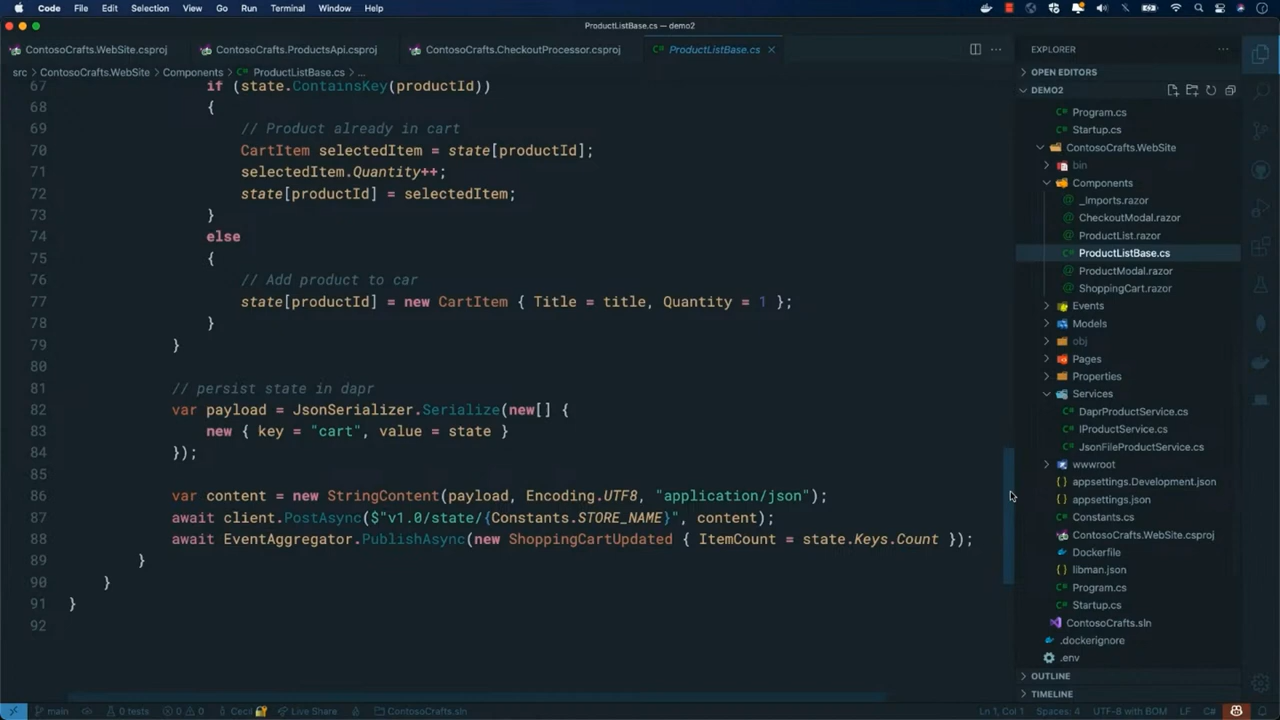 Code File Edit Selection View Go Run Terminal Window Help
ProductListBase.cs — demo2
ContosoCrafts.WebSite.csproj ContosoCrafts.ProductsApi.csproj ContosoCrafts.CheckoutProcessor.csproj ProductListBase.cs
src > ContosoCrafts.WebSite > Components > ProductListBase.cs > ...
67 if (state.ContainsKey(productId))
68 {
69 // Product already in cart
70 CartItem selectedItem = state[productId];
71 selectedItem.Quantity++;
72 state[productId] = selectedItem;
73 }
74 else
75 {
76 // Add product to car
77 state[productId] = new CartItem { Title = title, Quantity = 1 };
78 }
79 }
80
81 // persist state in dapr
82 var payload = JsonSerializer.Serialize(new[] {
83 new { key = "cart", value = state }
84 });
85
86 var content = new StringContent(payload, Encoding.UTF8, "application/json");
87 await client.PostAsync($"v1.0/state/{Constants.STORE_NAME}", content);
88 await EventAggregator.PublishAsync(new ShoppingCartUpdated { ItemCount = state.Keys.Count });
89 }
90 }
91 }
92
EXPLORER
OPEN EDITORS
DEMO2
Program.cs
Startup.cs
ContosoCrafts.WebSite
bin
Components
_Imports.razor
CheckoutModal.razor
ProductList.razor
ProductListBase.cs
ProductModal.razor
ShoppingCart.razor
Events
Models
obj
Pages
Properties
Services
DaprProductService.cs
IProductService.cs
JsonFileProductService.cs
wwwroot
appsettings.Development.json
appsettings.json
Constants.cs
ContosoCrafts.WebSite.csproj
Dockerfile
libman.json
Program.cs
Startup.cs
ContosoCrafts.sln
.dockerignore
.env
OUTLINE
TIMELINE
main 0 tests 0 0 Cecil Live Share ContosoCrafts.sln Ln 1, Col 1 Spaces: 4 UTF-8 with BOM LF C#